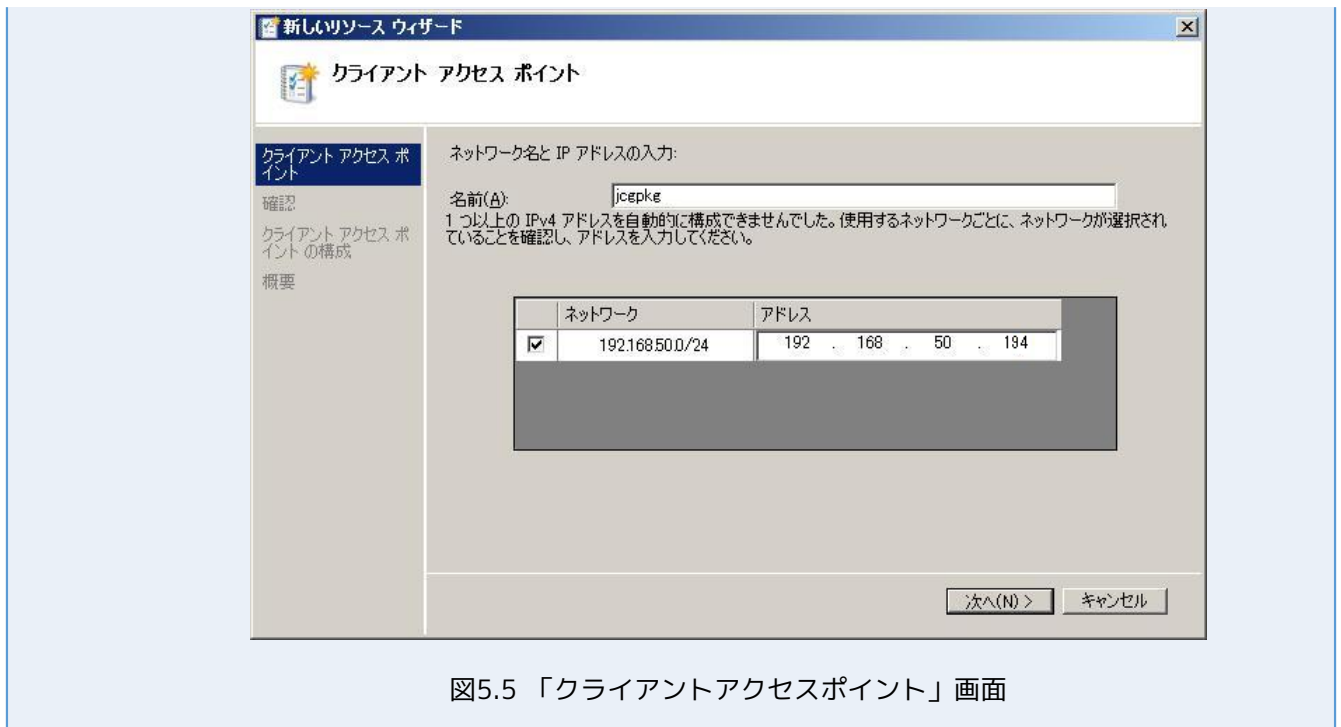 新しいリソース ウィザード
クライアント アクセス ポイント
クライアント アクセス ポ
イント
確認
クライアント アクセス ポ
イント の構成
概要
ネットワーク名と IP アドレスの入力:
名前(A): jcgpkg
1 つ以上の IPv4 アドレスを自動的に構成できませんでした。使用するネットワークごとに、ネットワークが選択され
ていることを確認し、アドレスを入力してください。
ネットワーク アドレス
192.168.50.0/24 192 . 168 . 50 . 194
次へ(N) > キャンセル
図5.5 「クライアントアクセスポイント」画面